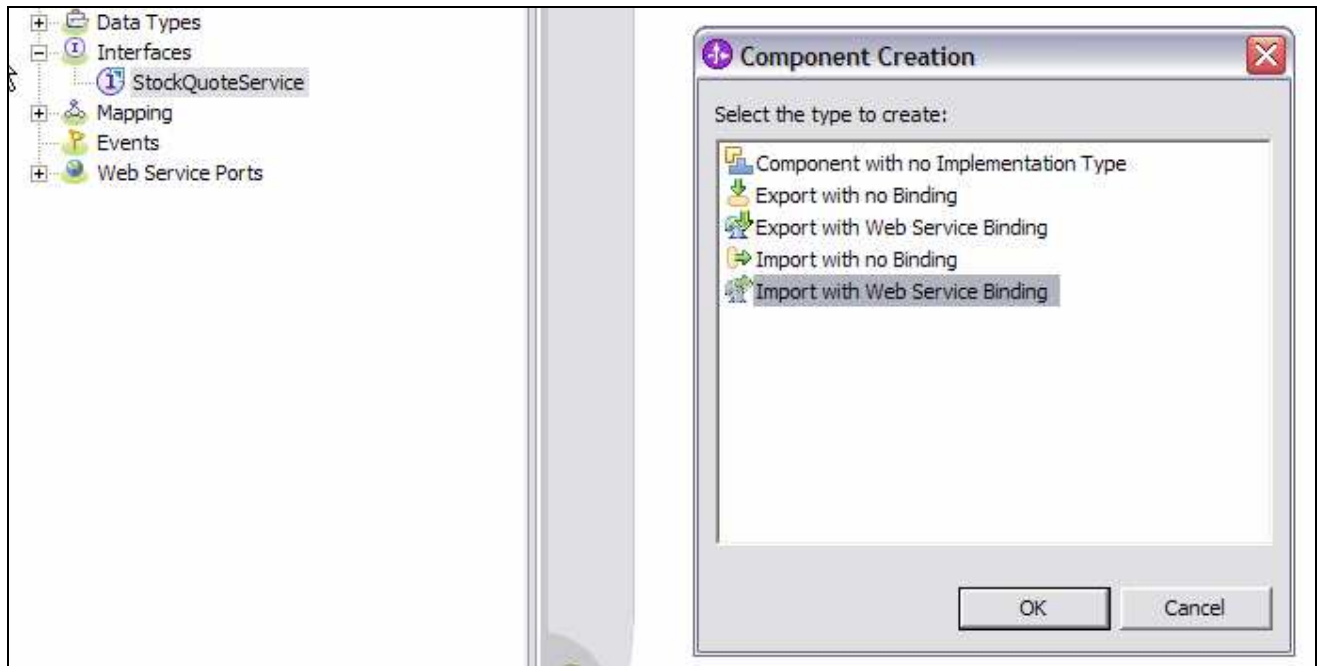 Data Types
Interfaces
StockQuoteService
Mapping
Events
Web Service Ports
Component Creation
Select the type to create:
Component with no Implementation Type
Export with no Binding
Export with Web Service Binding
Import with no Binding
Import with Web Service Binding
OK
Cancel